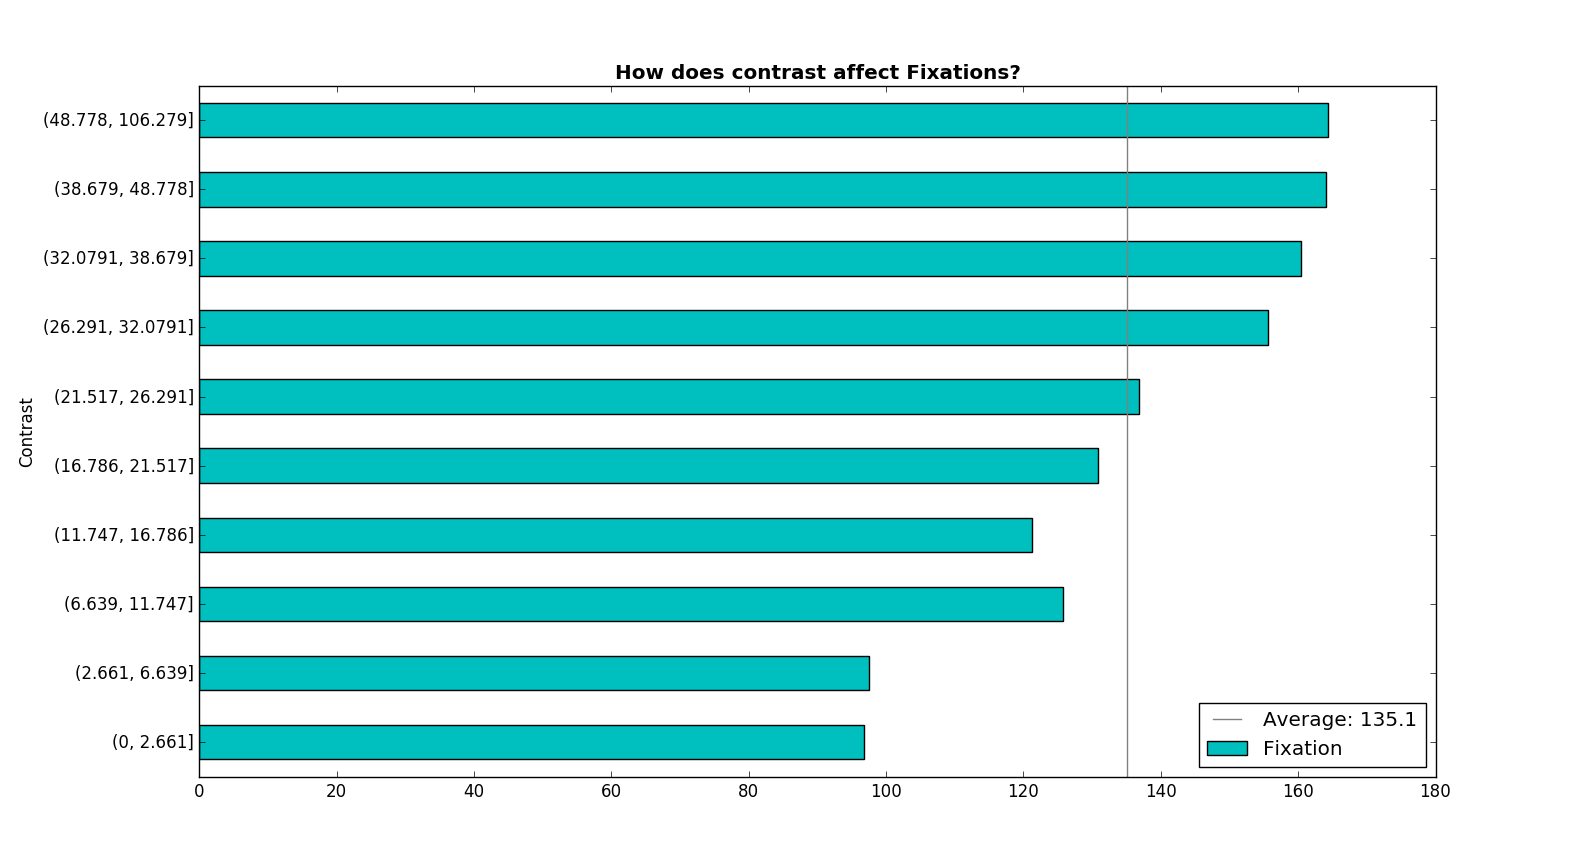 How does contrast affect Fixations?
(48.778, 106.279]
(38.679, 48.778]
(32.0791, 38.679]
(26.291, 32.0791]
(21.517, 26.291]
(16.786, 21.517]
(11.747, 16.786]
(6.639, 11.747]
(2.661, 6.639]
(0, 2.661]
Contrast
Average: 135.1
Fixation
0 20 40 60 80 100 120 140 160 180